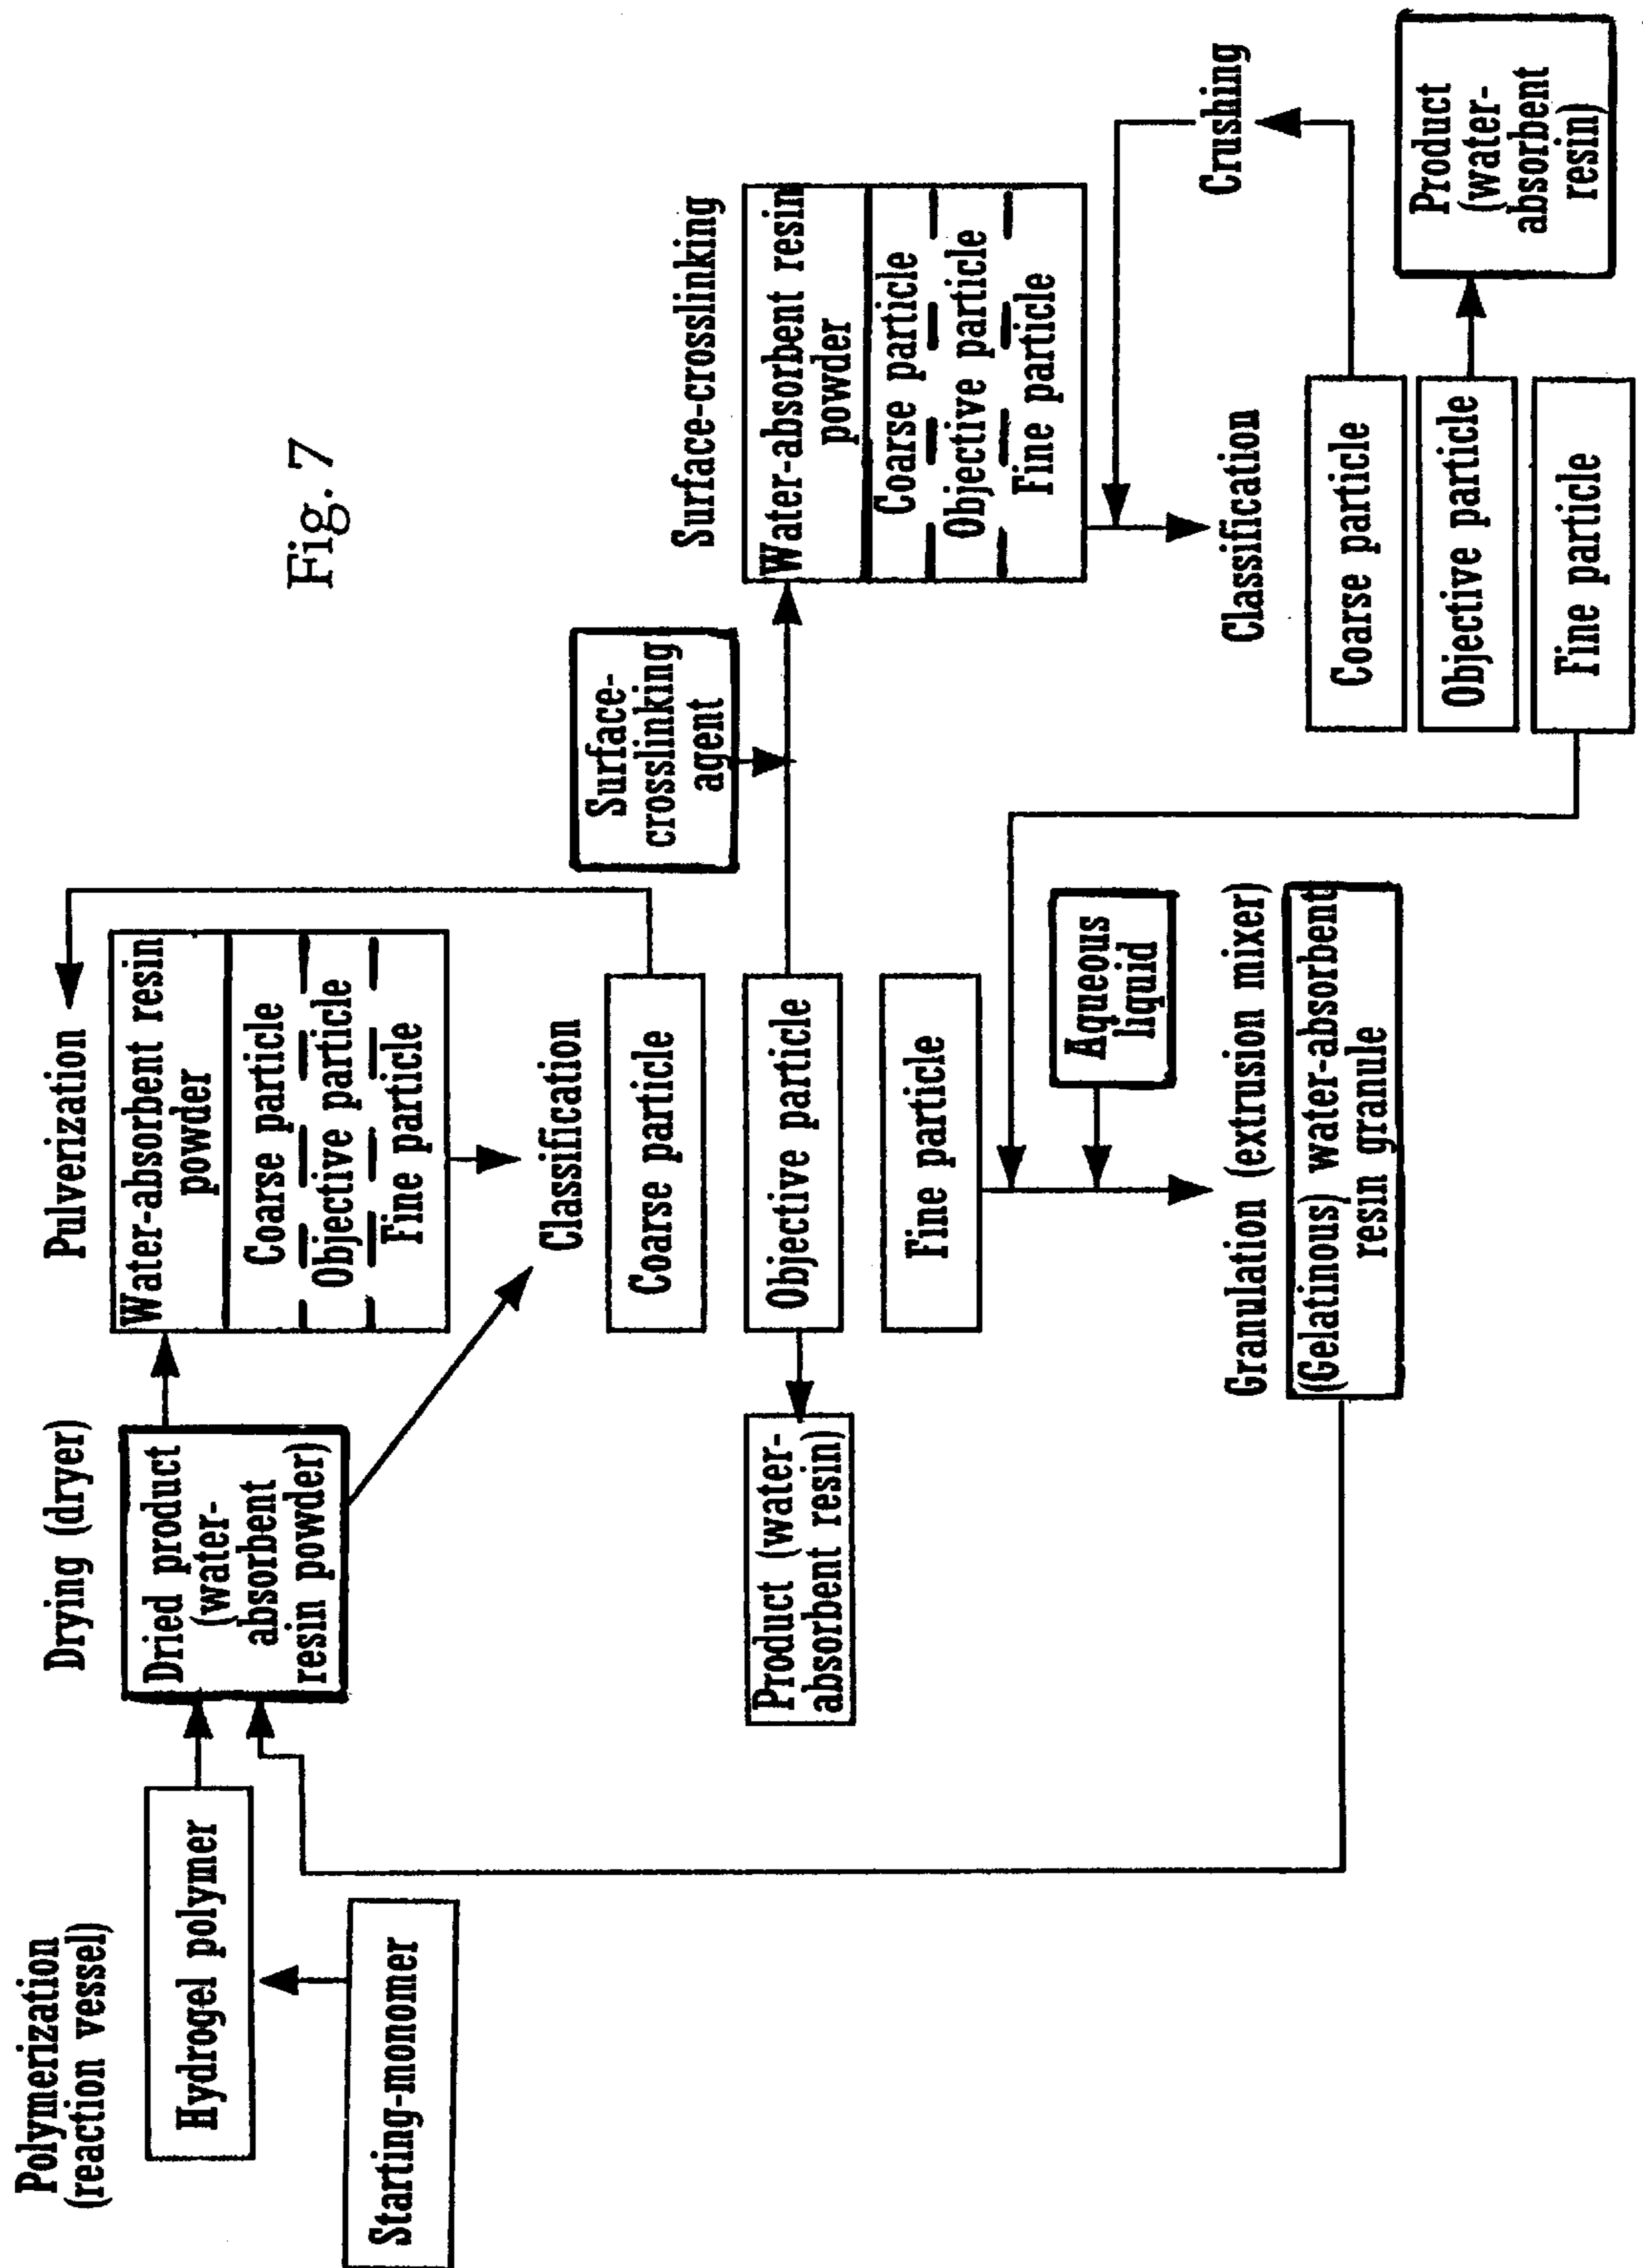 Fig. 7
Polymerization
(reaction vessel)
Hydrogel polymer
Starting-monomer
Drying (dryer)
Dried product
(water-
absorbent
resin powder)
Pulverization
Water-absorbent resin
powder
Coarse particle
Objective particle
Fine particle
Classification
Coarse particle
Objective particle
Fine particle
Product (water-
absorbent resin)
Surface-
crosslinking
agent
Surface-crosslinking
Water-absorbent resin
powder
Coarse particle
Objective particle
Fine particle
Crushing
Classification
Coarse particle
Objective particle
Fine particle
Product
(water-
absorbent
resin)
Aqueous
liquid
Granulation (extrusion mixer)
(Gelatinous) water-absorbent
resin granule